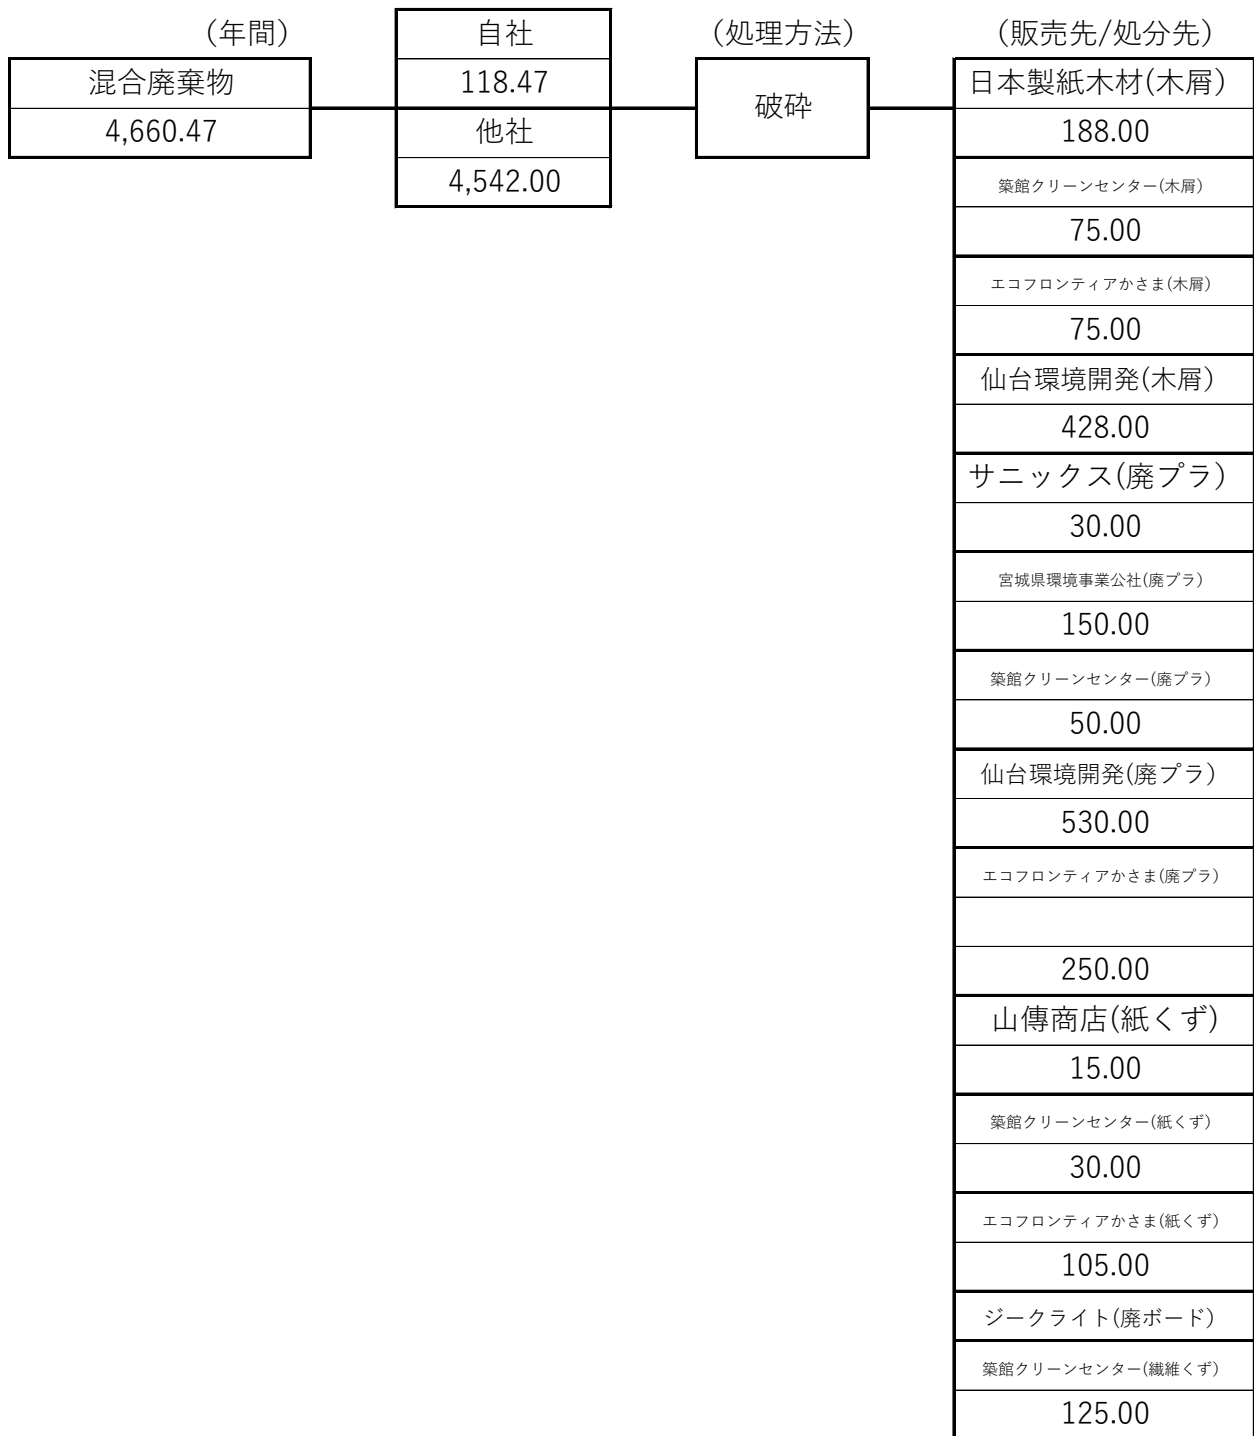 (年間)
自社
(処理方法)
(販売先/処分先)
混合廃棄物
118.47
破砕
日本製紙木材(木屑)
4,660.47
他社
188.00
4,542.00
築館クリーンセンター(木屑)
75.00
エコフロンティアかさま(木屑)
75.00
仙台環境開発(木屑)
428.00
サニックス(廃プラ)
30.00
宮城県環境事業公社(廃プラ)
150.00
築館クリーンセンター(廃プラ)
50.00
仙台環境開発(廃プラ)
530.00
エコフロンティアかさま(廃プラ)
250.00
山傳商店(紙くず)
15.00
築館クリーンセンター(紙くず)
30.00
エコフロンティアかさま(紙くず)
105.00
ジークライト(廃ボード)
築館クリーンセンター(繊維くず)
125.00